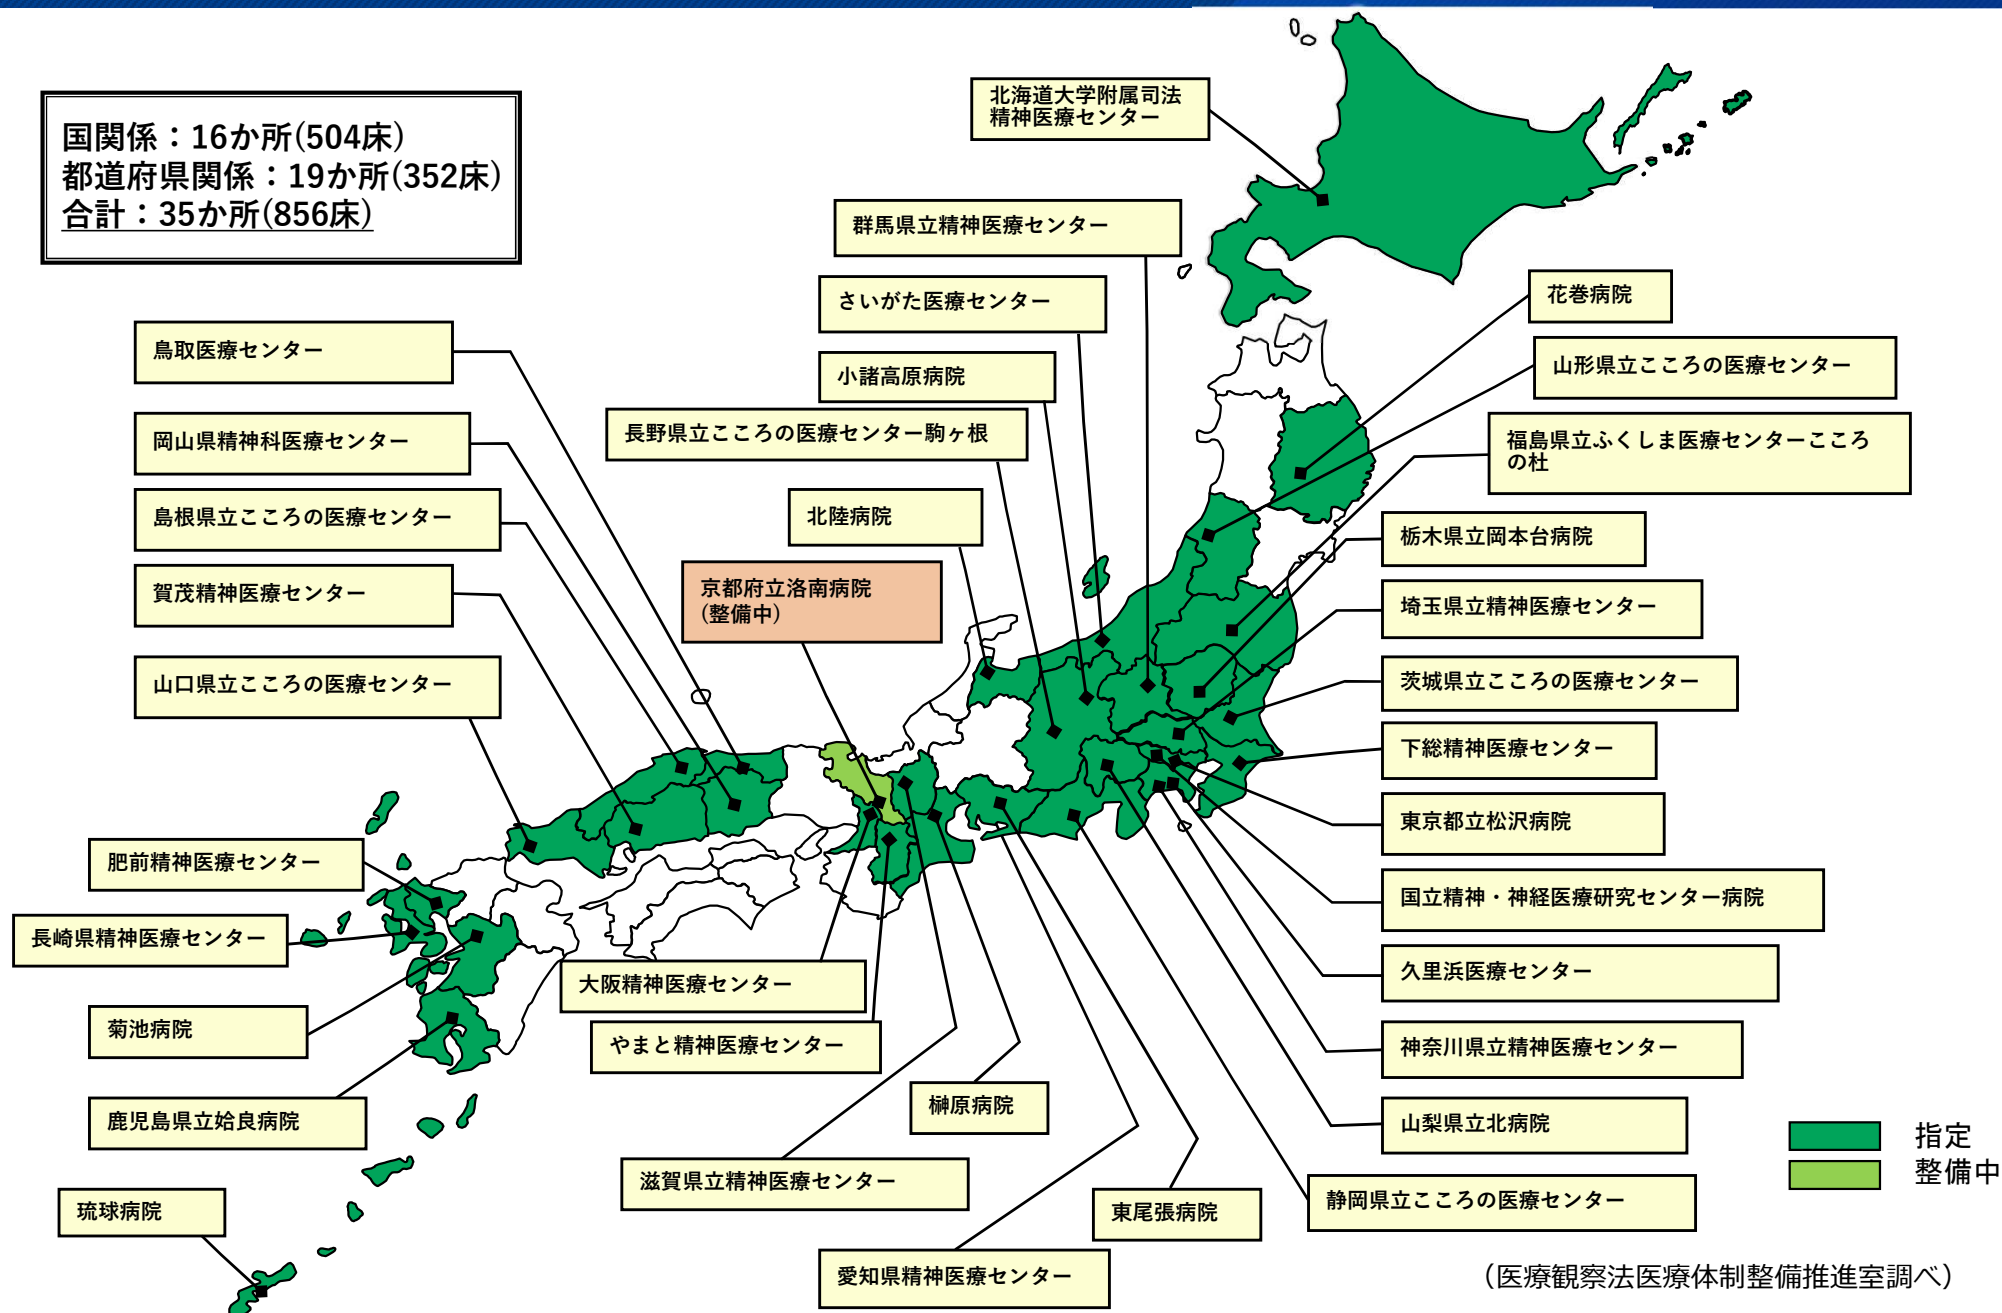 国関係：16か所(504床)
都道府県関係：19か所(352床)
合計：35か所(856床)
北海道大学附属司法
精神医療センター
群馬県立精神医療センター
さいがた医療センター
小諸高原病院
長野県立こころの医療センター駒ヶ根
北陸病院
京都府立洛南病院
(整備中)
鳥取医療センター
岡山県精神科医療センター
島根県立こころの医療センター
賀茂精神医療センター
山口県立こころの医療センター
肥前精神医療センター
長崎県精神医療センター
菊池病院
鹿児島県立姶良病院
琉球病院
大阪精神医療センター
やまと精神医療センター
榊原病院
滋賀県立精神医療センター
東尾張病院
愛知県精神医療センター
花巻病院
山形県立こころの医療センター
福島県立ふくしま医療センターこころ
の杜
栃木県立岡本台病院
埼玉県立精神医療センター
茨城県立こころの医療センター
下総精神医療センター
東京都立松沢病院
国立精神・神経医療研究センター病院
久里浜医療センター
神奈川県立精神医療センター
山梨県立北病院
静岡県立こころの医療センター
指定
整備中
（医療観察法医療体制整備推進室調べ）